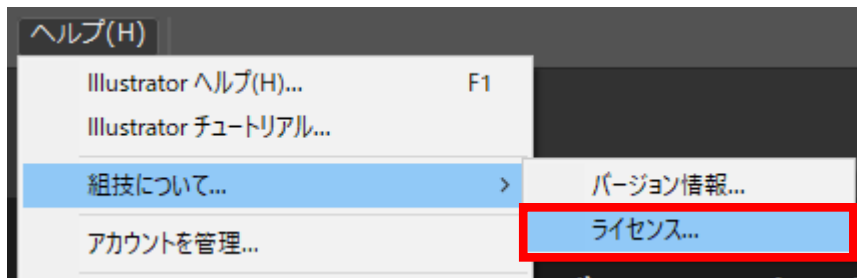 ヘルプ(H)
Illustrator ヘルプ(H)... F1
Illustrator チュートリアル...
組技について... >
バージョン情報...
ライセンス...
アカウントを管理...